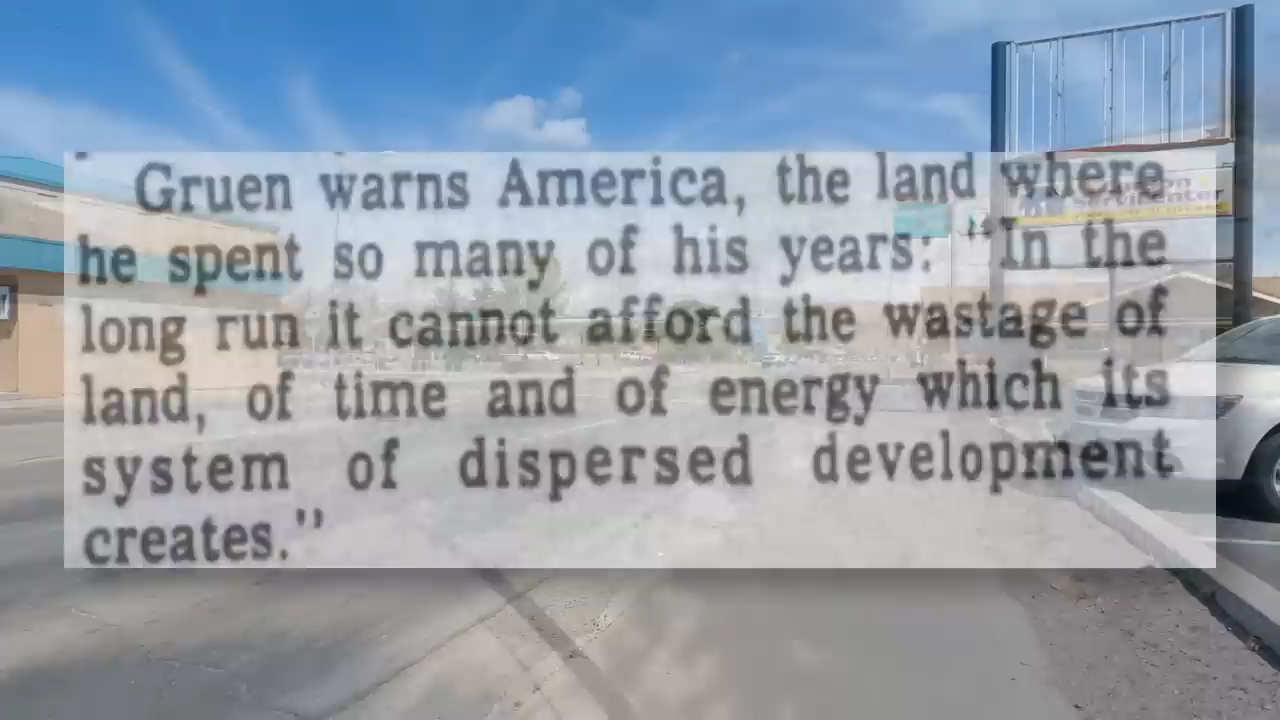 Gruen warns America, the land where
he spent so many of his years: "In the
long run it cannot afford the wastage of
land, of time and of energy which its
system of dispersed development
creates."